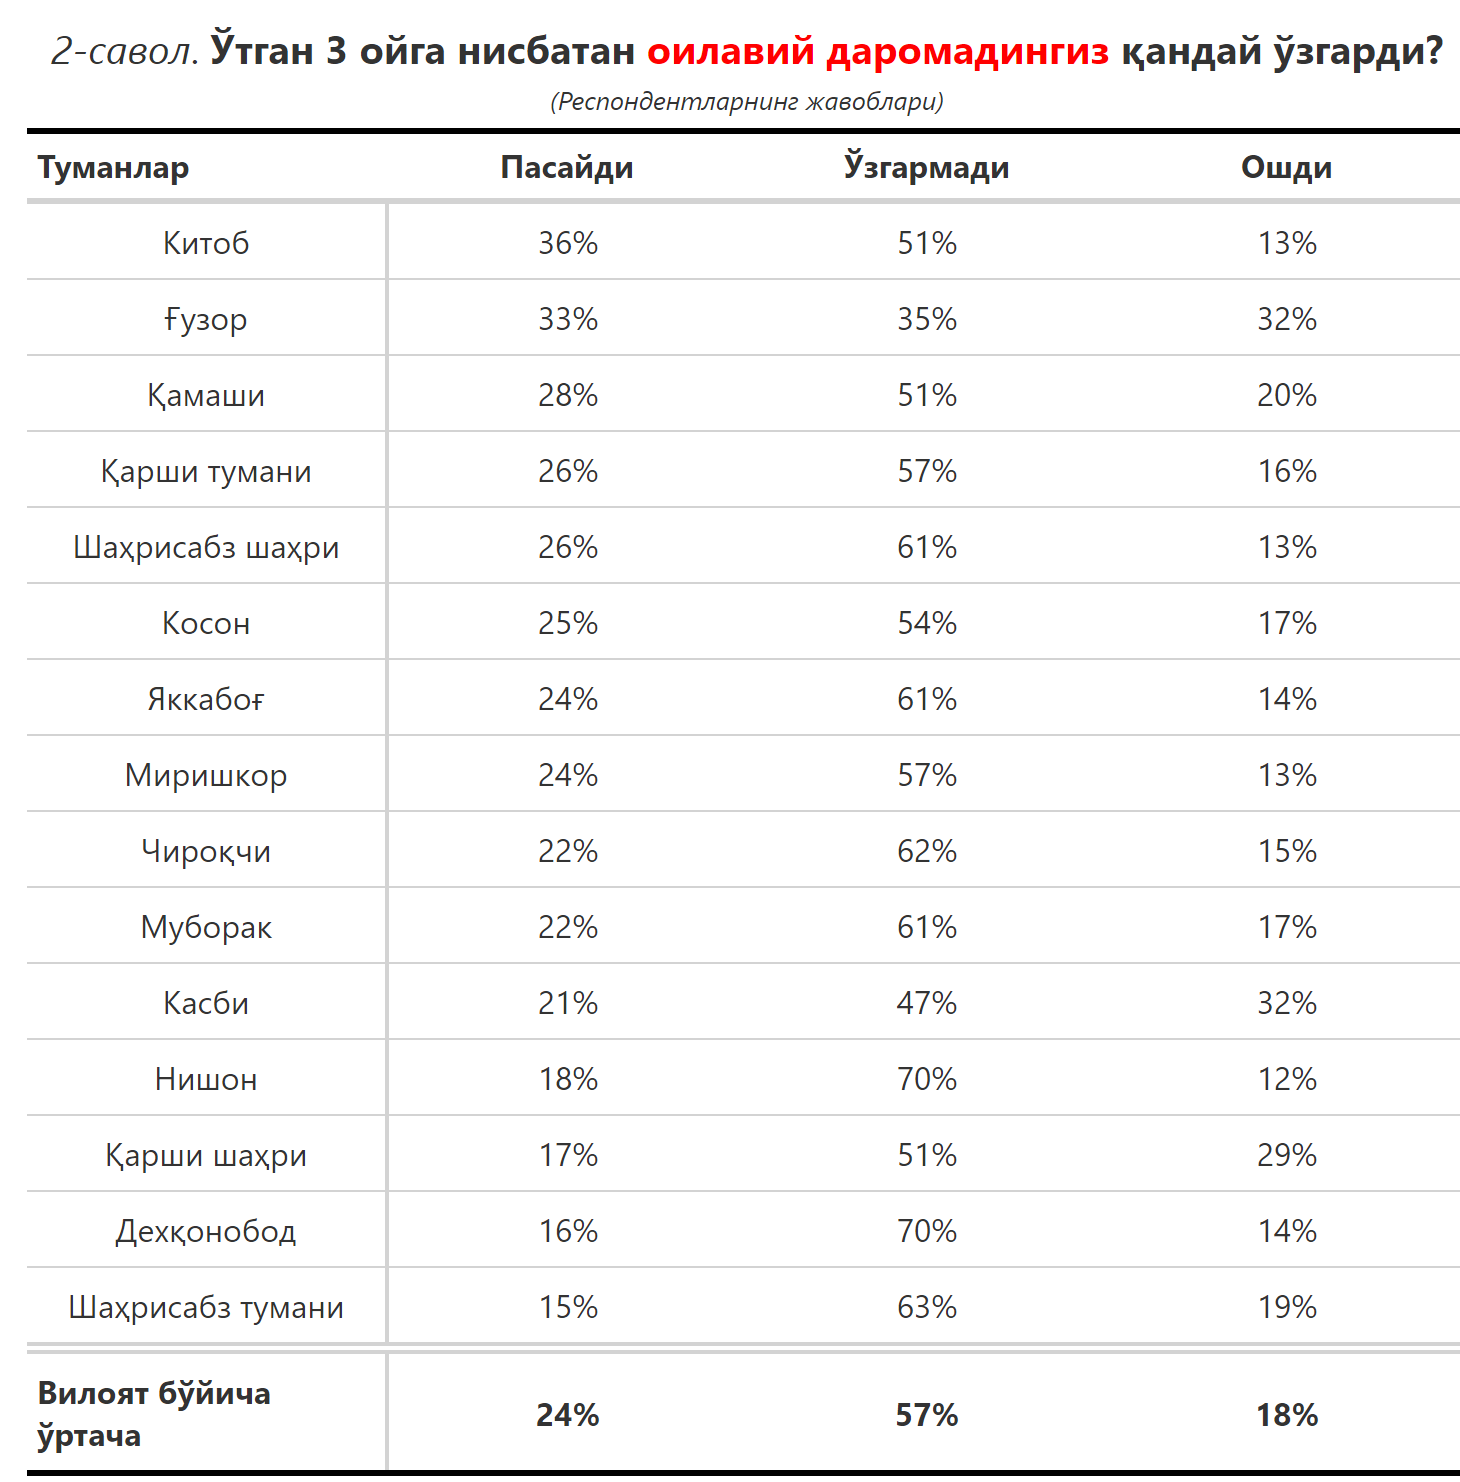 2-савол. Ўтган 3 ойга нисбатан оилавий даромадингиз қандай ўзгарди?
(Респондентларнинг жавоблари)
Туманлар Пасайди Ўзгармади Ошди
Китоб 36% 51% 13%
Ғузор 33% 35% 32%
Қамаши 28% 51% 20%
Қарши тумани 26% 57% 16%
Шаҳрисабз шаҳри 26% 61% 13%
Косон 25% 54% 17%
Яккабоғ 24% 61% 14%
Миришкор 24% 57% 13%
Чироқчи 22% 62% 15%
Муборак 22% 61% 17%
Касби 21% 47% 32%
Нишон 18% 70% 12%
Қарши шаҳри 17% 51% 29%
Дехқонобод 16% 70% 14%
Шаҳрисабз тумани 15% 63% 19%
Вилоят бўйича
ўртача 24% 57% 18%